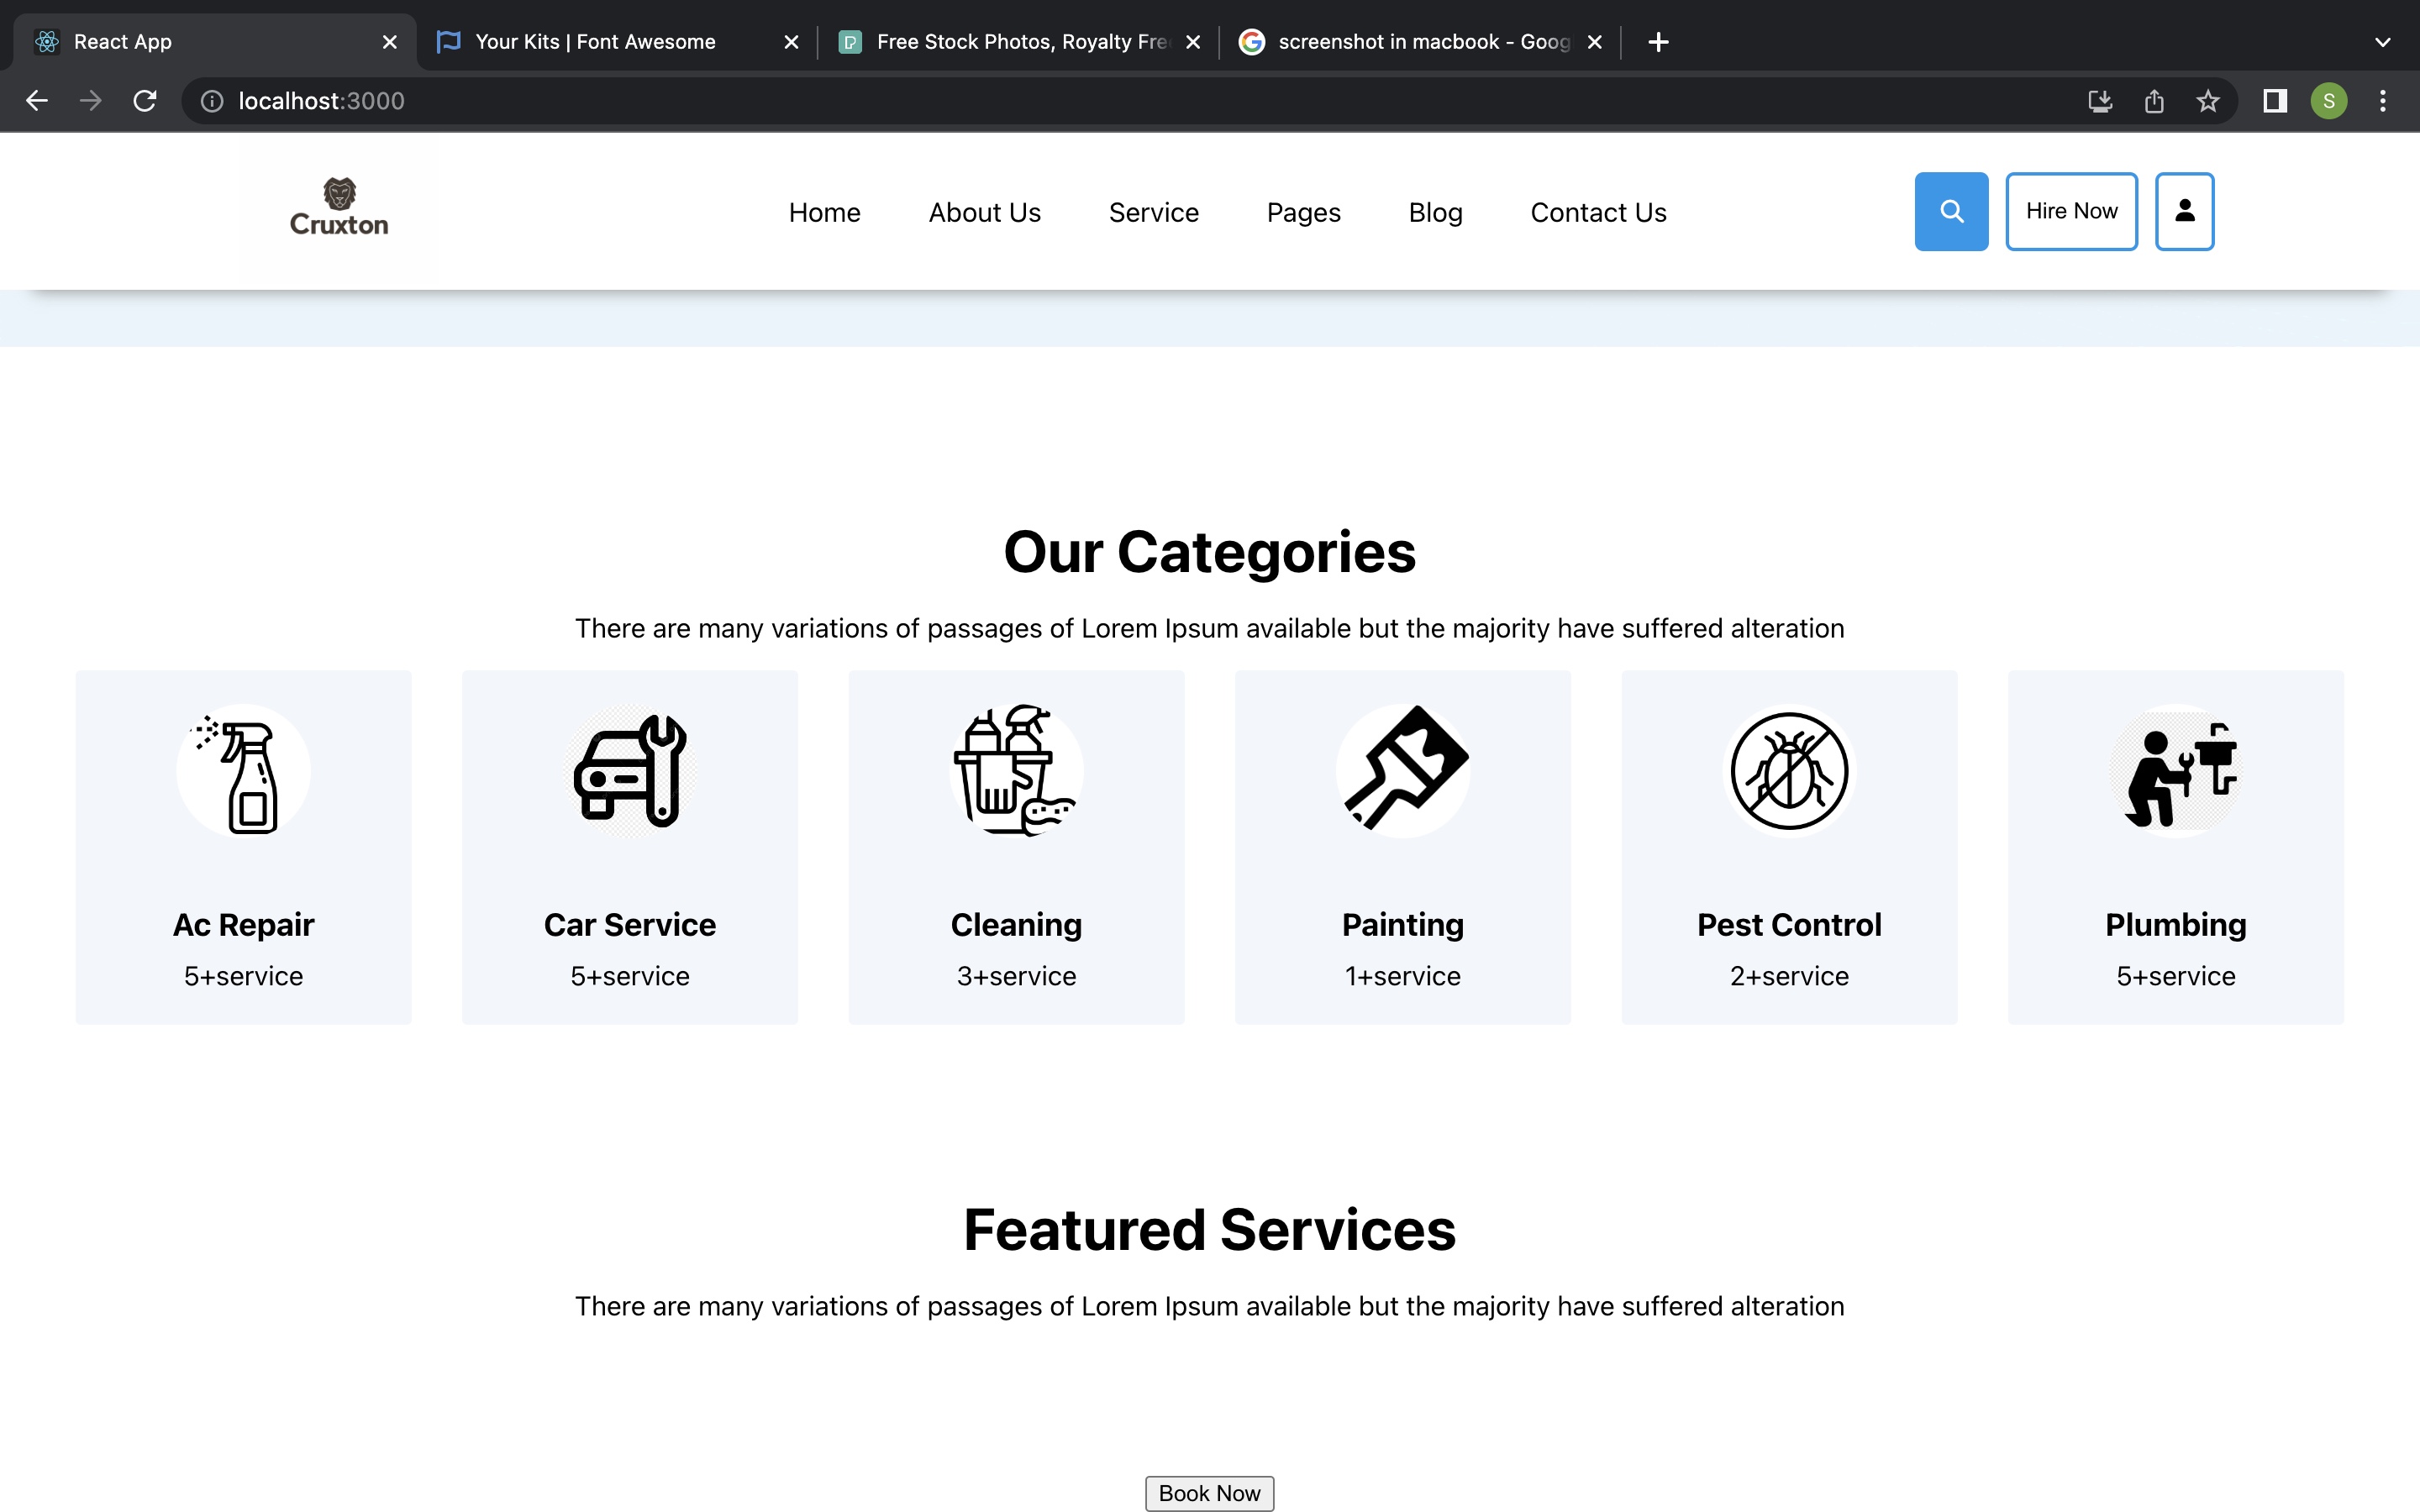 React App
Your Kits | Font Awesome
Free Stock Photos, Royalty Fre
screenshot in macbook - Goog
localhost:3000
S
Cruxton
Home
About Us
Service
Pages
Blog
Contact Us
Hire Now
Our Categories
There are many variations of passages of Lorem Ipsum available but the majority have suffered alteration
Ac Repair
5+service
Car Service
5+service
Cleaning
3+service
Painting
1+service
Pest Control
2+service
Plumbing
5+service
Featured Services
There are many variations of passages of Lorem Ipsum available but the majority have suffered alteration
Book Now